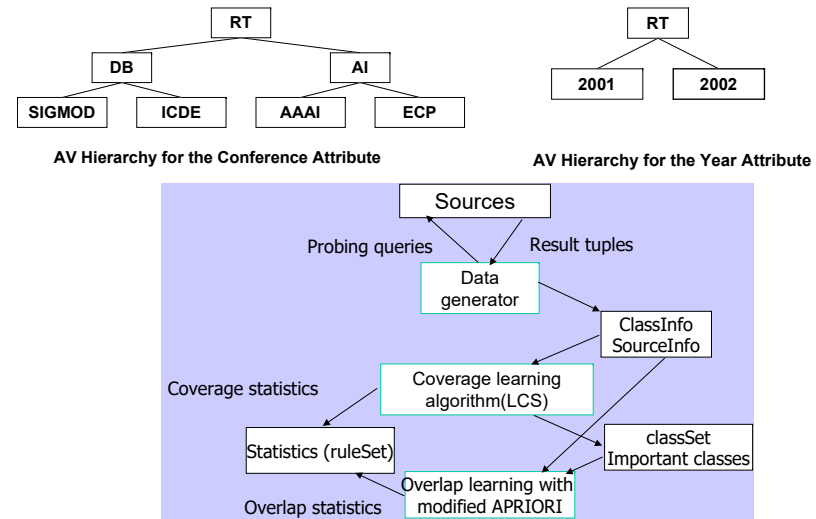 RT
DB
AI
SIGMOD
ICDE
AAAI
ECP
AV Hierarchy for the Conference Attribute
RT
2001
2002
AV Hierarchy for the Year Attribute
Sources
Probing queries
Result tuples
Data
generator
ClassInfo
SourceInfo
Coverage statistics
Coverage learning
algorithm(LCS)
Statistics (ruleSet)
classSet
Important classes
Overlap learning with
modified APRIORI
Overlap statistics